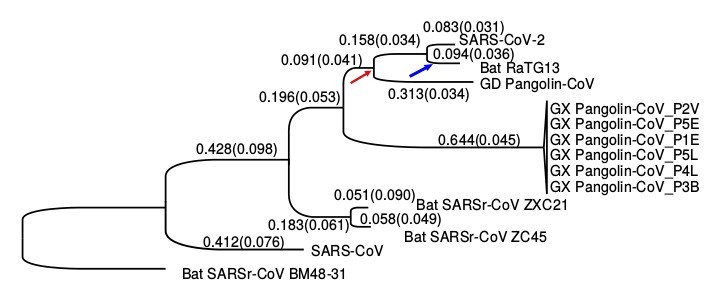 0.083(0.031)
0.158(0.034) SARS-CoV-2
0.094(0.036)
0.091(0.041) Bat RaTG13
GD Pangolin-CoV
0.313(0.034)
0.196(0.053)
GX Pangolin-CoV_P2V
GX Pangolin-CoV_P5E
0.644(0.045) GX Pangolin-CoV_P1E
0.428(0.098) GX Pangolin-CoV_P5L
GX Pangolin-CoV_P4L
GX Pangolin-CoV_P3B
0.051(0.090)
Bat SARSr-CoV ZXC21
0.183(0.061) 0.058(0.049)
Bat SARSr-CoV ZC45
0.412(0.076)
SARS-CoV
Bat SARSr-CoV BM48-31